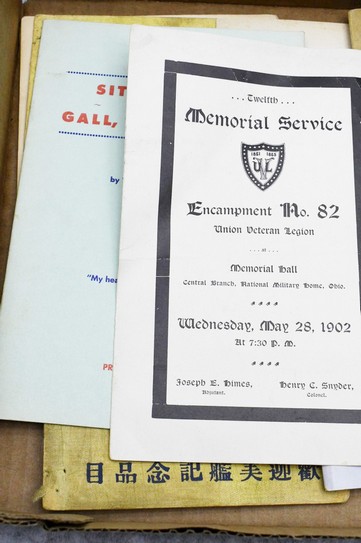 SIT
GALL,
by
"My hea
PR
... Twelfth ...
Memorial Service
1861 1865
UVL
Encampment No. 82
Union Veteran Legion
... at ...
Memorial Hall
Central Branch, National Military Home, Ohio.
Wednesday, May 28, 1902
At 7:30 P. M.
Joseph E. Himes,
Adjutant.
Henry C. Snyder,
Colonel.
目品念記艦美迎歡